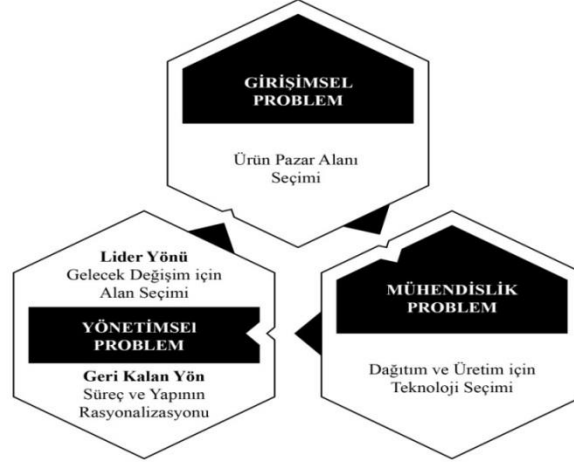 GİRİŞİMSEL
PROBLEM
Ürün Pazar Alanı
Seçimi
Lider Yönü
Gelecek Değişim için
Alan Seçimi
YÖNETİMSEl
PROBLEM
Geri Kalan Yön
Süreç ve Yapının
Rasyonalizasyonu
MÜHENDİSLİK
PROBLEM
Dağıtım ve Üretim için
Teknoloji Seçimi